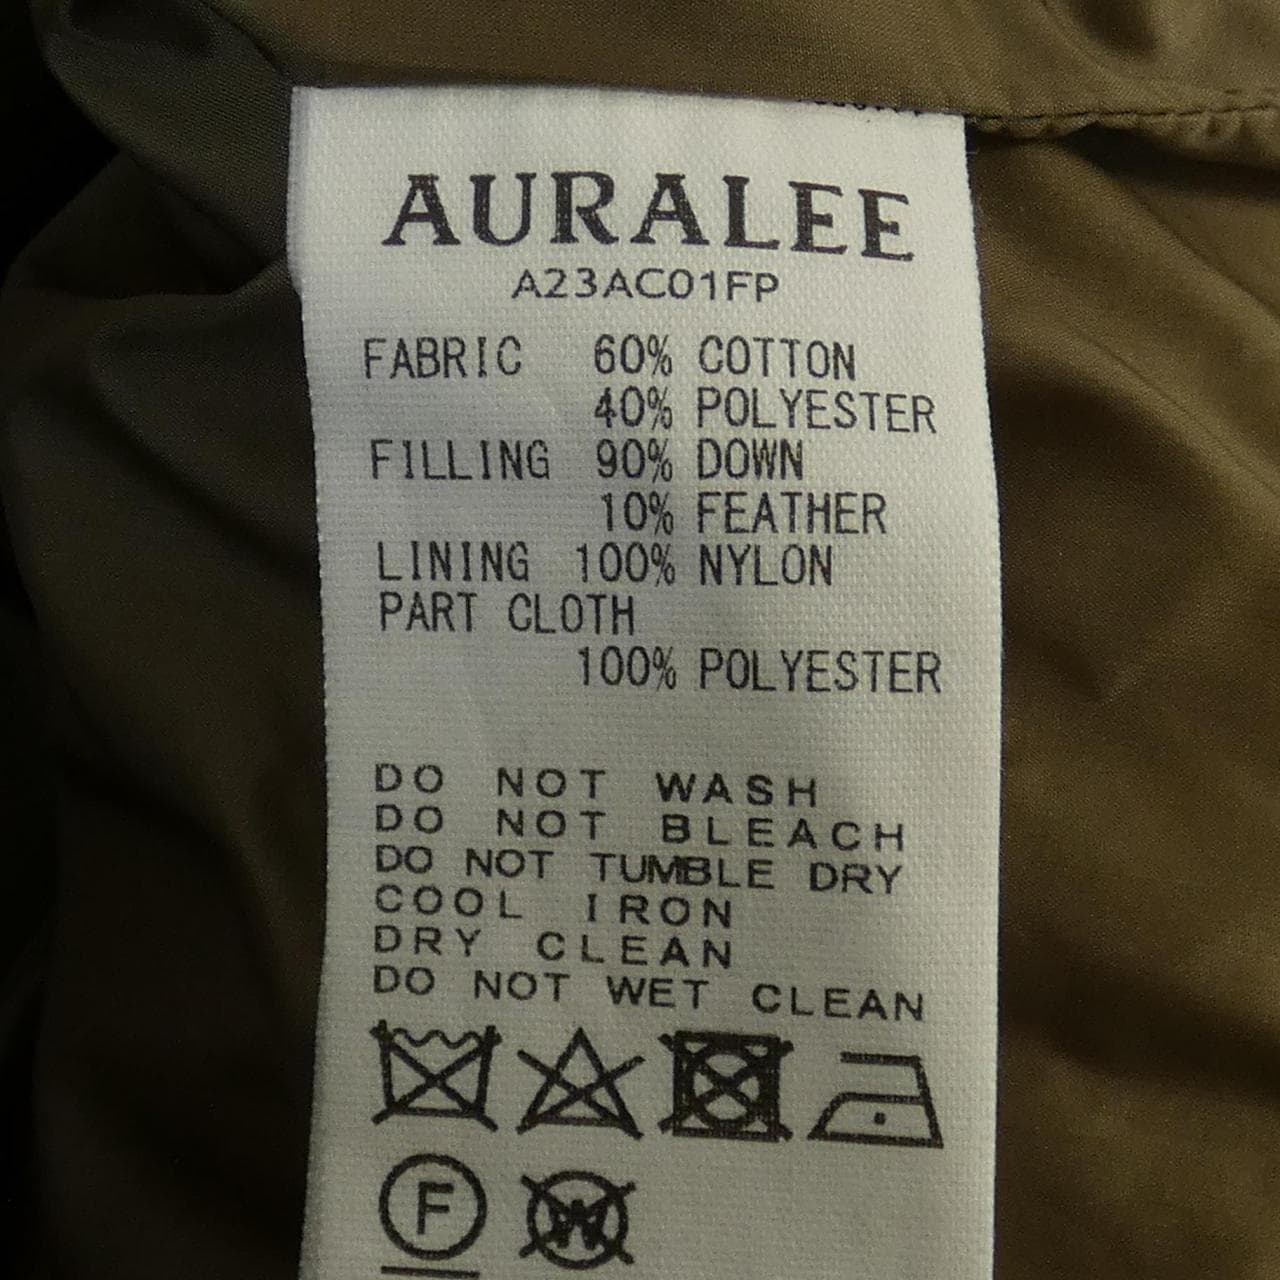 AURALEE
A23AC01FP
FABRIC 60% COTTON
40% POLYESTER
FILLING 90% DOWN
10% FEATHER
LINING 100% NYLON
PART CLOTH
100% POLYESTER
DO NOT WASH
DO NOT BLEACH
DO NOT TUMBLE DRY
COOL IRON
DRY CLEAN
DO NOT WET CLEAN
F W